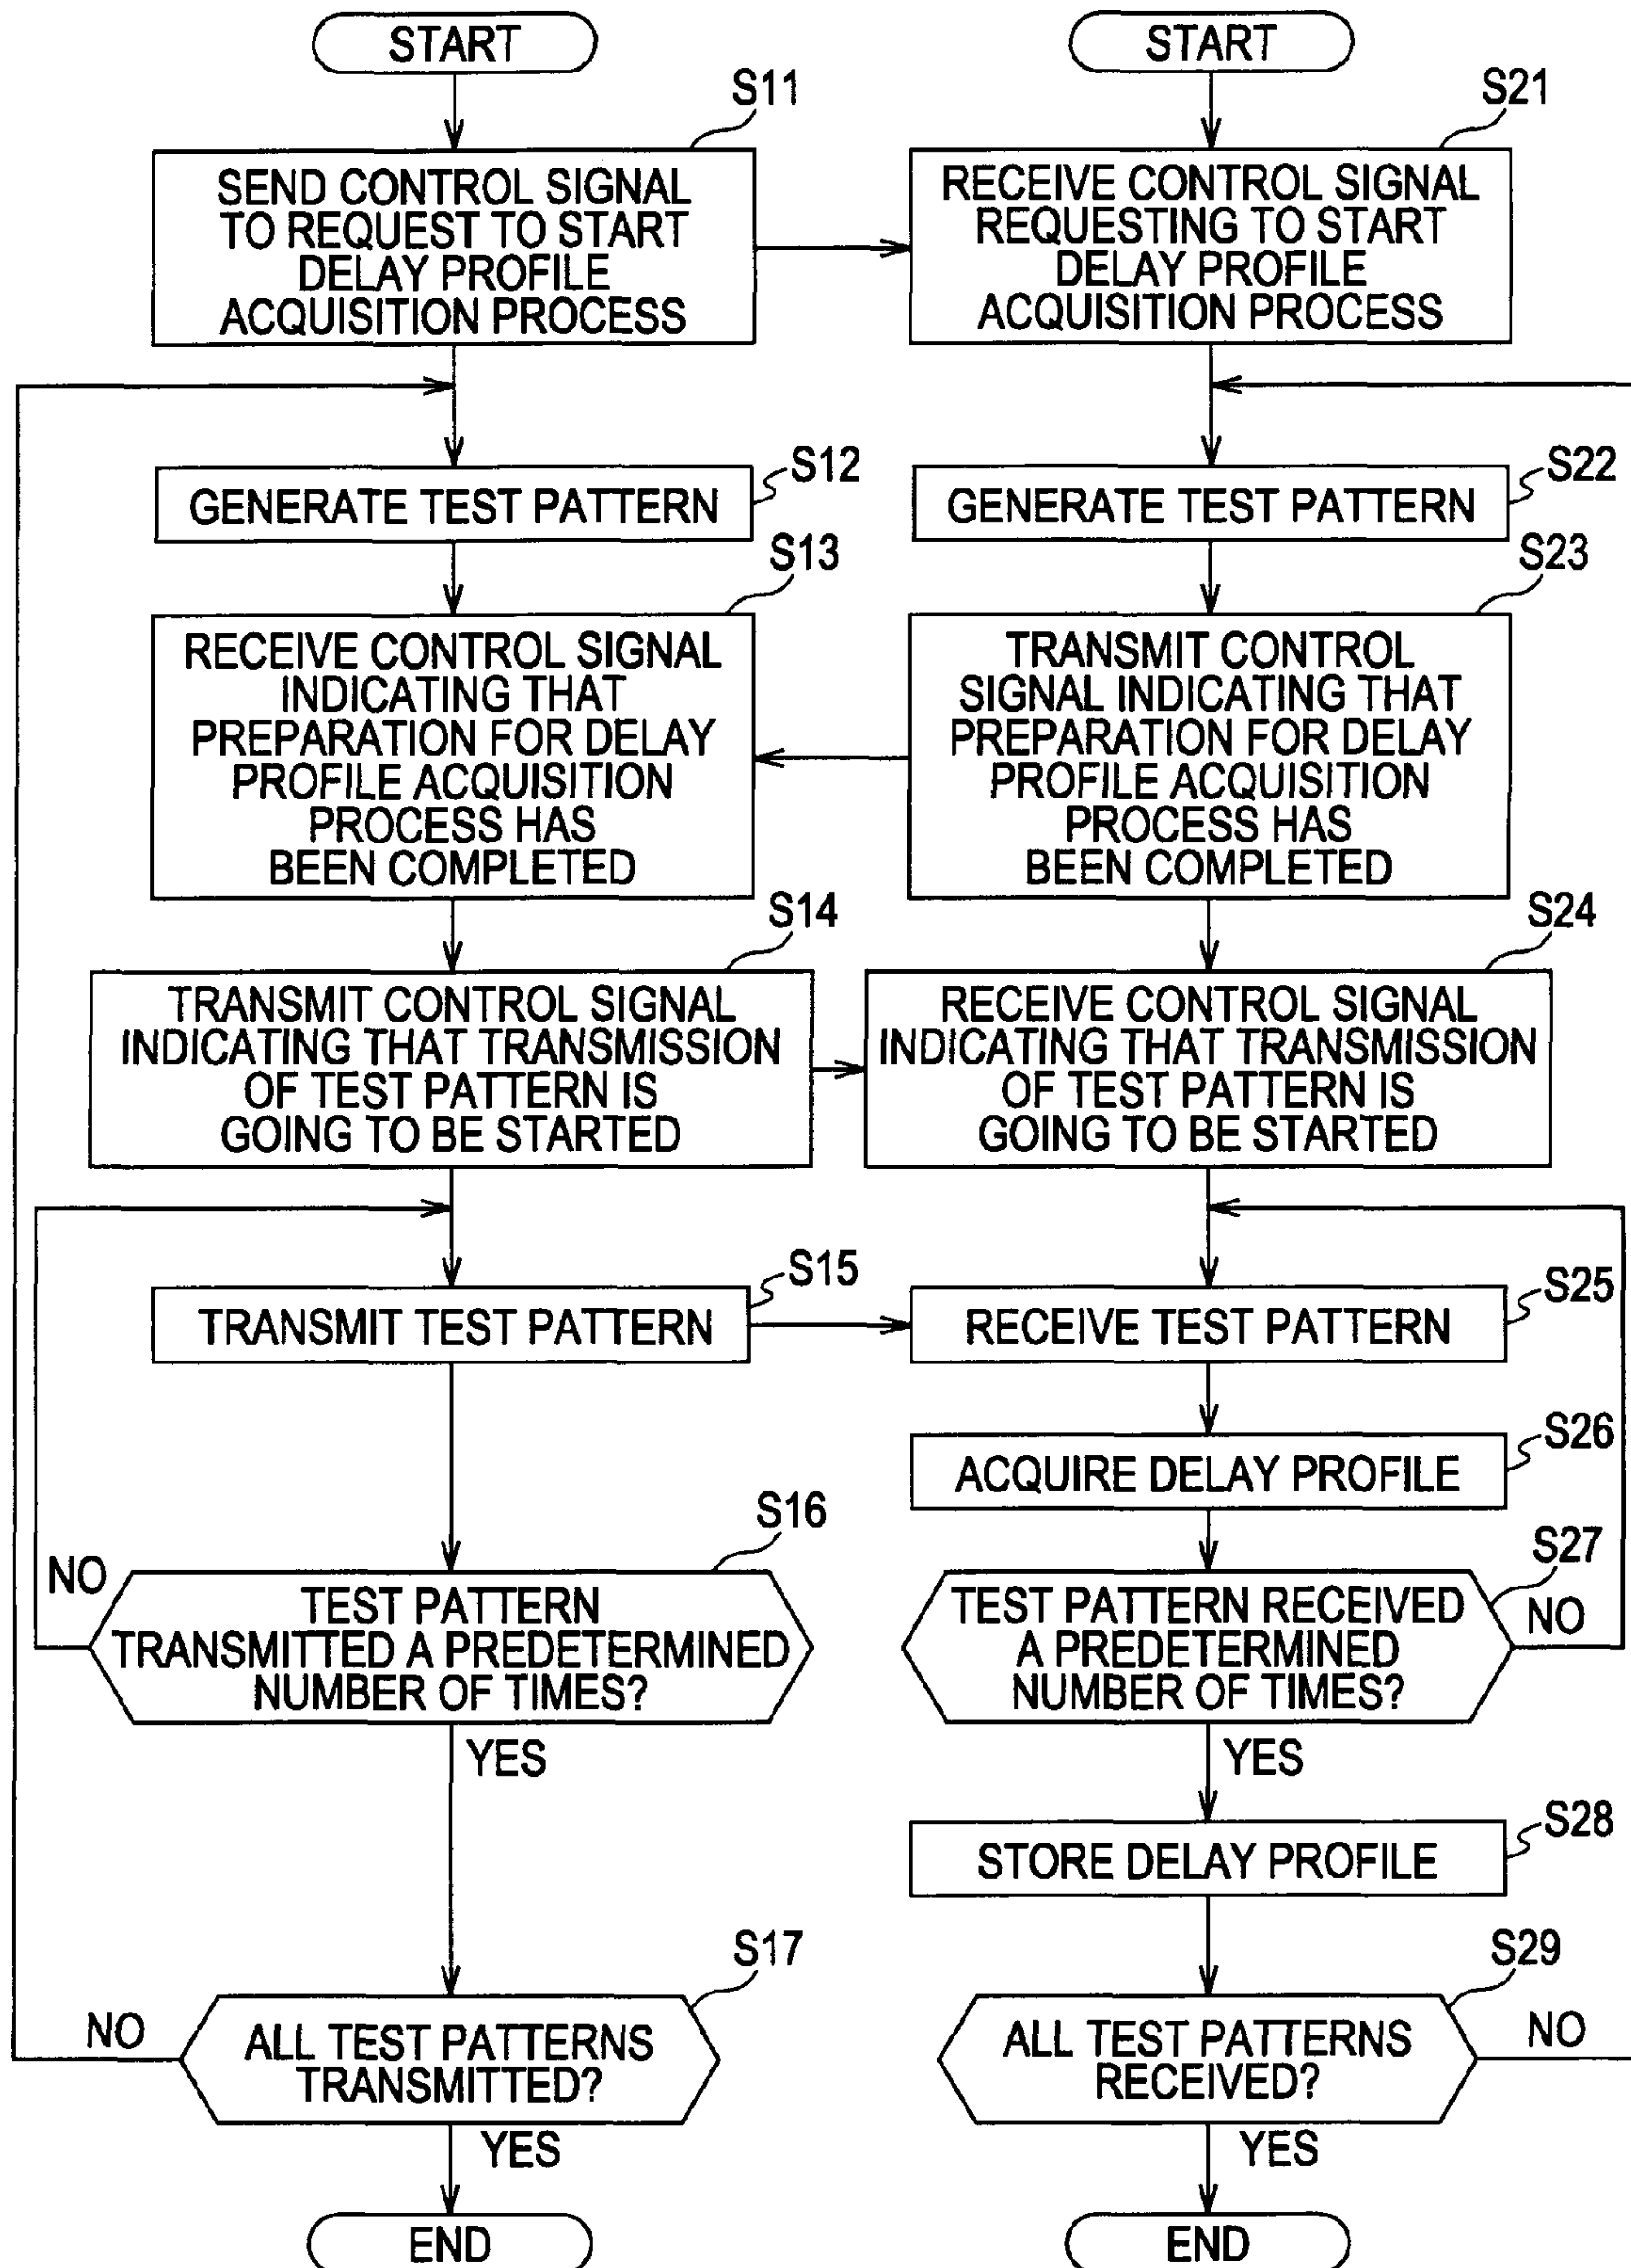 START
S11
SEND CONTROL SIGNAL
TO REQUEST TO START
DELAY PROFILE
ACQUISITION PROCESS
S12
GENERATE TEST PATTERN
S13
RECEIVE CONTROL SIGNAL
INDICATING THAT
PREPARATION FOR DELAY
PROFILE ACQUISITION
PROCESS HAS
BEEN COMPLETED
S14
TRANSMIT CONTROL SIGNAL
INDICATING THAT TRANSMISSION
OF TEST PATTERN IS
GOING TO BE STARTED
S15
TRANSMIT TEST PATTERN
S16
NO
TEST PATTERN
TRANSMITTED A PREDETERMINED
NUMBER OF TIMES?
YES
S17
NO
ALL TEST PATTERNS
TRANSMITTED?
YES
END
START
S21
RECEIVE CONTROL SIGNAL
REQUESTING TO START
DELAY PROFILE
ACQUISITION PROCESS
S22
GENERATE TEST PATTERN
S23
TRANSMIT CONTROL
SIGNAL INDICATING THAT
PREPARATION FOR DELAY
PROFILE ACQUISITION
PROCESS HAS
BEEN COMPLETED
S24
RECEIVE CONTROL SIGNAL
INDICATING THAT TRANSMISSION
OF TEST PATTERN IS
GOING TO BE STARTED
S25
RECEIVE TEST PATTERN
S26
ACQUIRE DELAY PROFILE
S27
TEST PATTERN RECEIVED
A PREDETERMINED
NUMBER OF TIMES?
NO
YES
S28
STORE DELAY PROFILE
S29
ALL TEST PATTERNS
RECEIVED?
NO
YES
END